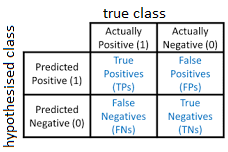 true class
hypothesised class
Actually
Positive (1)
Actually
Negative (0)
Predicted
Positive (1)
True
Positives
(TPs)
False
Positives
(FPs)
Predicted
Negative (0)
False
Negatives
(FNs)
True
Negatives
(TNs)